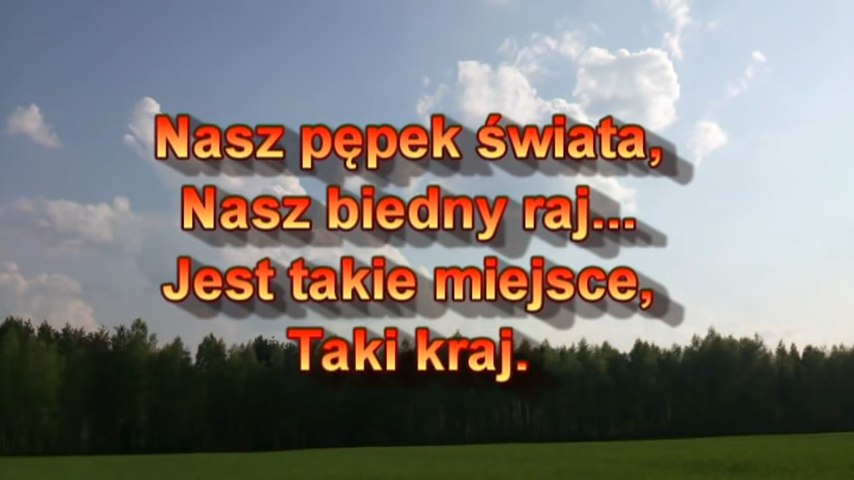 Nasz pępek świata,
Nasz biedny raj...
Jest takie miejsce,
Taki kraj.